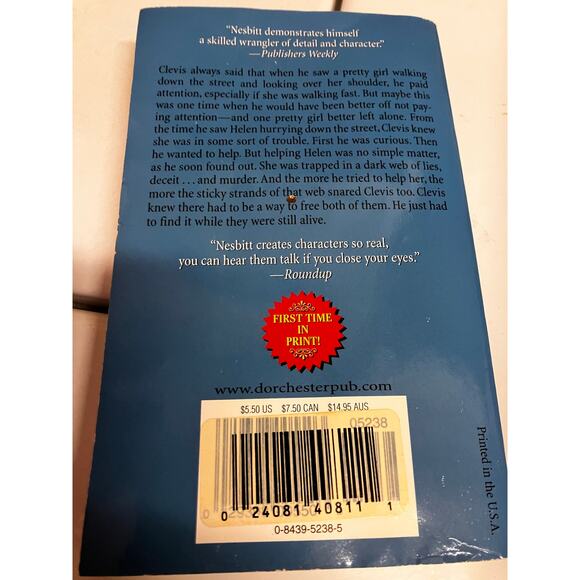 “Nesbitt demonstrates himself
a skilled wrangler of detail and character.”
—Publishers Weekly
Clevis always said that when he saw a pretty girl walking
down the street and looking over her shoulder, he paid
attention, especially if she was walking fast. But maybe this
was one time when he would have been better off not pay-
ing attention—and one pretty girl better left alone. From
the time he saw Helen hurrying down the street, Clevis knew
she was in some sort of trouble. First he was curious. Then
he wanted to help. But helping Helen was no simple matter,
as he soon found out. She was trapped in a dark web of lies,
deceit . . . and murder. And the more he tried to help her, the
more the sticky strands of that web snared Clevis too. Clevis
knew there had to be a way to free both of them. He just had
to find it while they were still alive.
“Nesbitt creates characters so real,
you can hear them talk if you close your eyes.”
—Roundup
FIRST TIME
IN
PRINT!
www.dorchesterpub.com
$5.50 US $7.50 CAN $14.95 AUS
05238
0 24081 40811 1
0-8439-5238-5
Printed in the U.S.A.